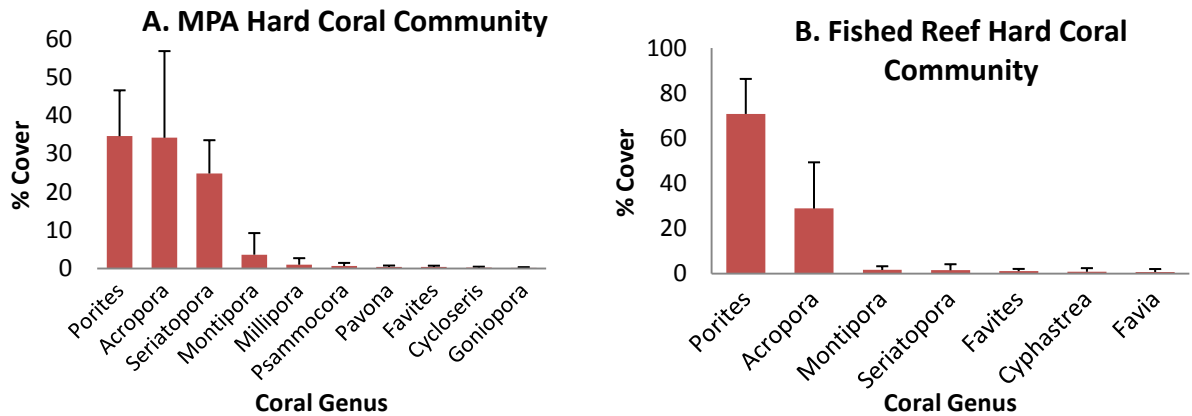 A. MPA Hard Coral Community
60
50
40
30
20
10
0
% Cover
Porites
Acropora
Seriatopora
Montipora
Millipora
Psammocora
Pavona
Favites
Cycloseris
Goniopora
Coral Genus
B. Fished Reef Hard Coral
Community
100
80
60
40
20
0
% Cover
Porites
Acropora
Montipora
Seriatopora
Favites
Cyphastrea
Favia
Coral Genus